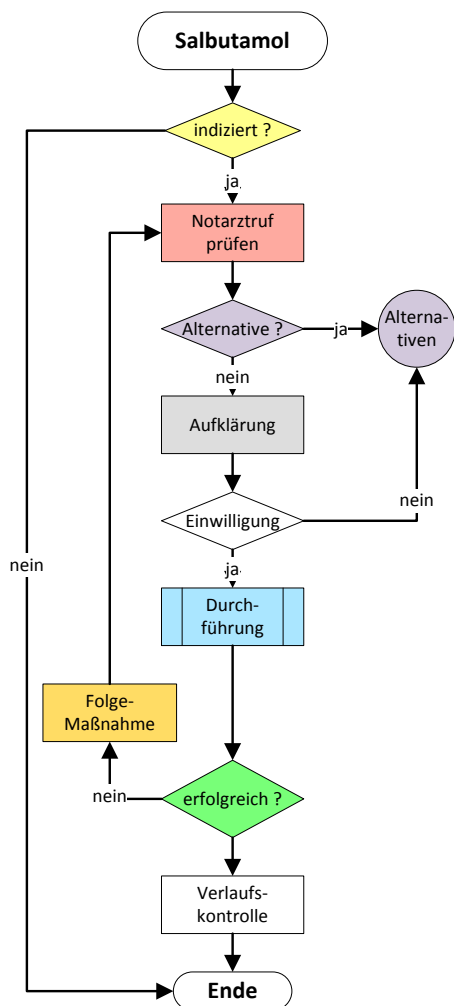 Salbutamol
indiziert ?
ja
Notarztruf
prüfen
Alternative ?
ja
Alterna-
tiven
nein
Aufklärung
Einwilligung
nein
ja
nein
Durch-
führung
Folge-
Maßnahme
nein
erfolgreich ?
Verlaufs-
kontrolle
Ende